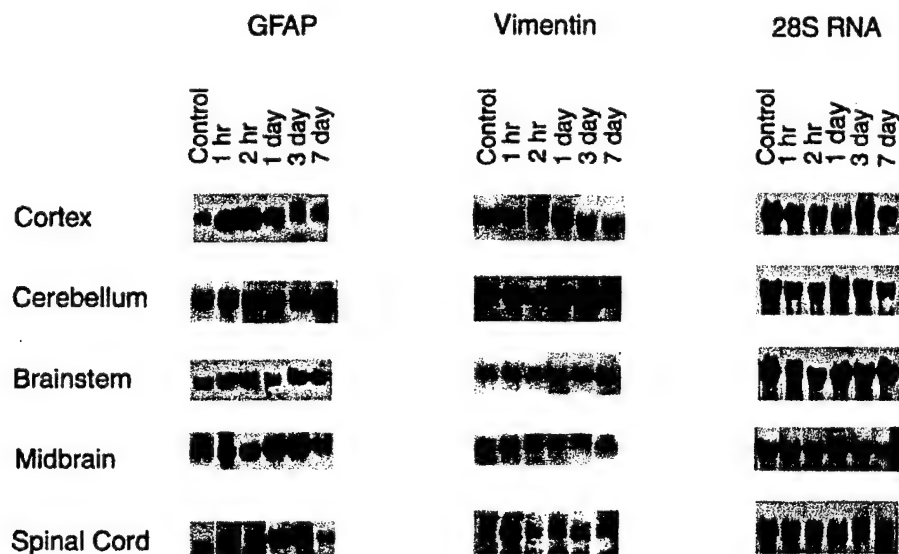 GFAP Vimentin 28S RNA
Control 1 hr 2 hr 1 day 3 day 7 day Control 1 hr 2 hr 1 day 3 day 7 day Control 1 hr 2 hr 1 day 3 day 7 day
Cortex
Cerebellum
Brainstem
Midbrain
Spinal Cord